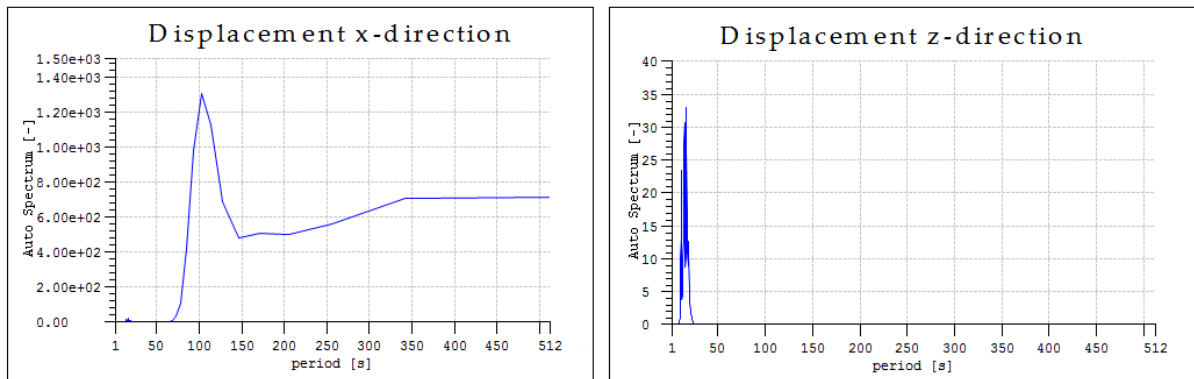 Displacement x-direction
Auto Spectrum [-]
1.50e+03
1.40e+03
1.20e+03
1.00e+03
8.00e+02
6.00e+02
4.00e+02
2.00e+02
0.00
1 50 100 150 200 250 300 350 400 450 512
period [s]
Displacement z-direction
Auto Spectrum [-]
40
35
30
25
20
15
10
5
0
1 50 100 150 200 250 300 350 400 450 512
period [s]